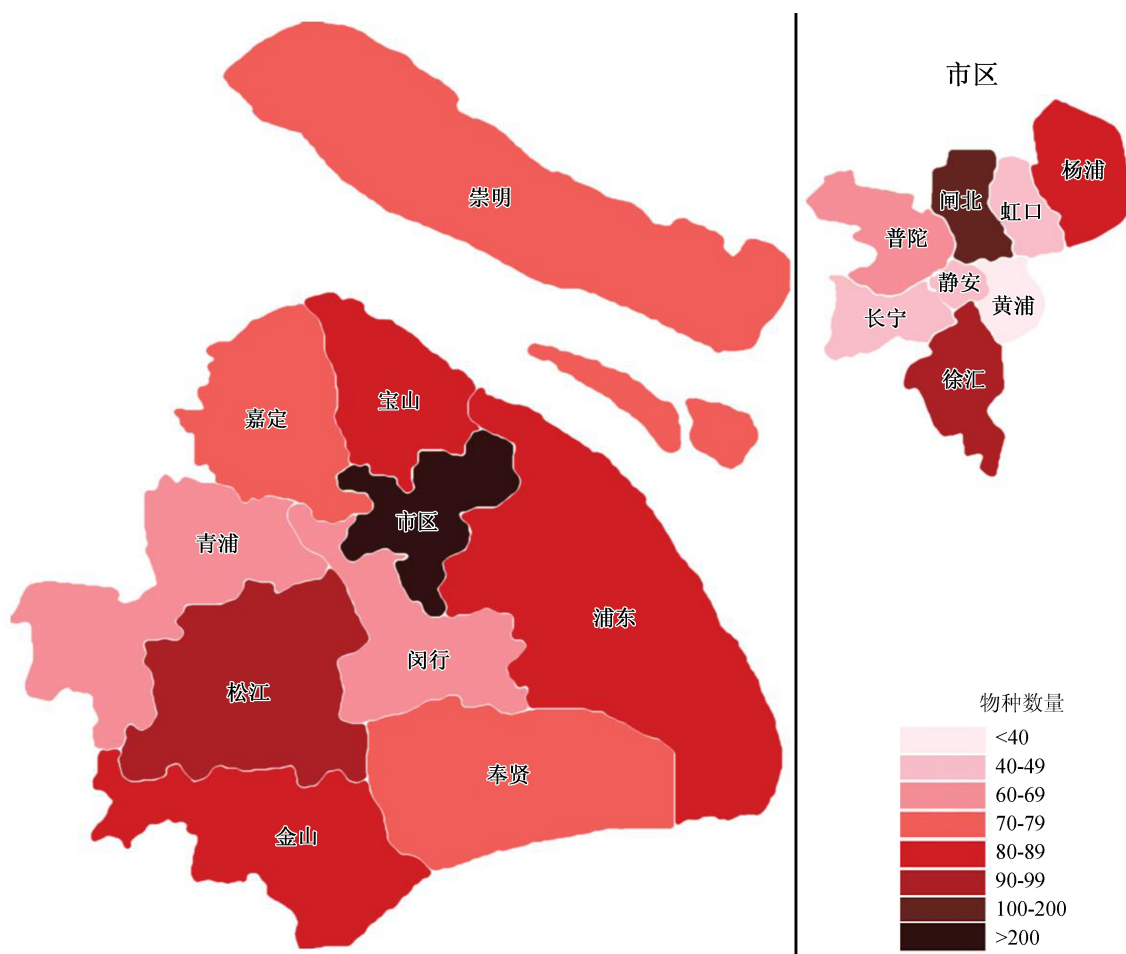 市区
杨浦
闸北
虹口
普陀
静安
黄浦
长宁
徐汇
崇明
宝山
嘉定
市区
青浦
浦东
闵行
松江
奉贤
金山
物种数量
<40
40-49
60-69
70-79
80-89
90-99
100-200
>200